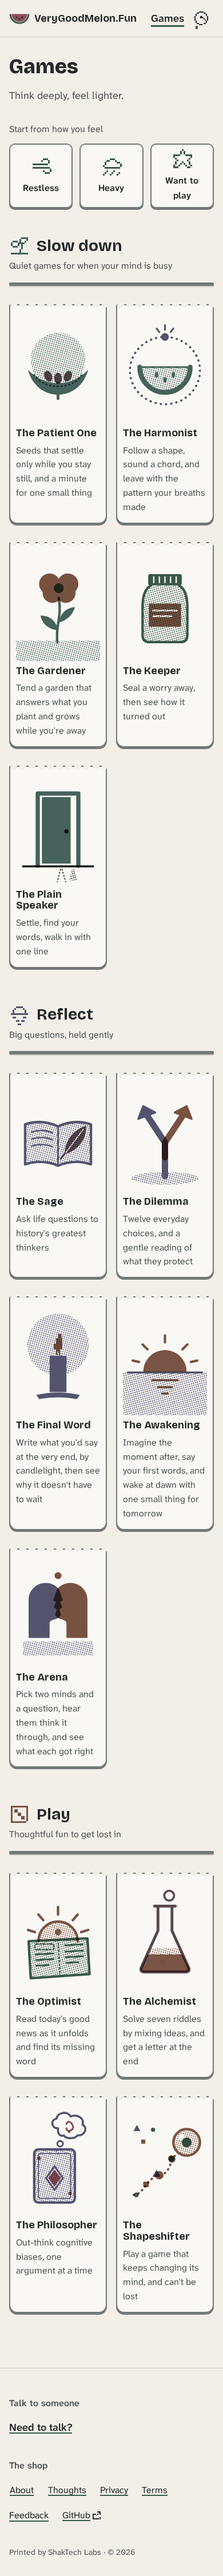 VeryGoodMelon.Fun
Games
Games
Think deeply, feel lighter.
Start from how you feel
Restless
Heavy
Want to
play
Slow down
Quiet games for when your mind is busy
The Patient One
Seeds that settle
only while you stay
still, and a minute
for one small thing
The Harmonist
Follow a shape,
sound a chord, and
leave with the
pattern your breaths
made
The Gardener
Tend a garden that
answers what you
plant and grows
while you're away
The Keeper
Seal a worry away,
then see how it
turned out
The Plain
Speaker
Settle, find your
words, walk in with
one line
Reflect
Big questions, held gently
The Sage
Ask life questions to
history's greatest
thinkers
The Dilemma
Twelve everyday
choices, and a
gentle reading of
what they protect
The Final Word
Write what you'd say
at the very end, by
candlelight, then see
why it doesn't have
to wait
The Awakening
Imagine the
moment after, say
your first words, and
wake at dawn with
one small thing for
tomorrow
The Arena
Pick two minds and
a question, hear
them think it
through, and see
what each got right
Play
Thoughtful fun to get lost in
The Optimist
Read today's good
news as it unfolds
and find its missing
word
The Alchemist
Solve seven riddles
by mixing ideas, and
get a letter at the
end
The Philosopher
Out-think cognitive
biases, one
argument at a time
The
Shapeshifter
Play a game that
keeps changing its
mind, and can't be
lost
Talk to someone
Need to talk?
The shop
About
Thoughts
Privacy
Terms
Feedback
GitHub
Printed by ShakTech Labs · © 2026